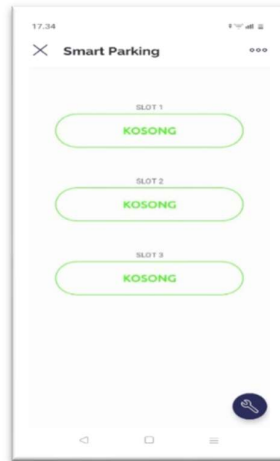 17.34
Smart Parking
SLOT 1
KOSONG
SLOT 2
KOSONG
SLOT 3
KOSONG